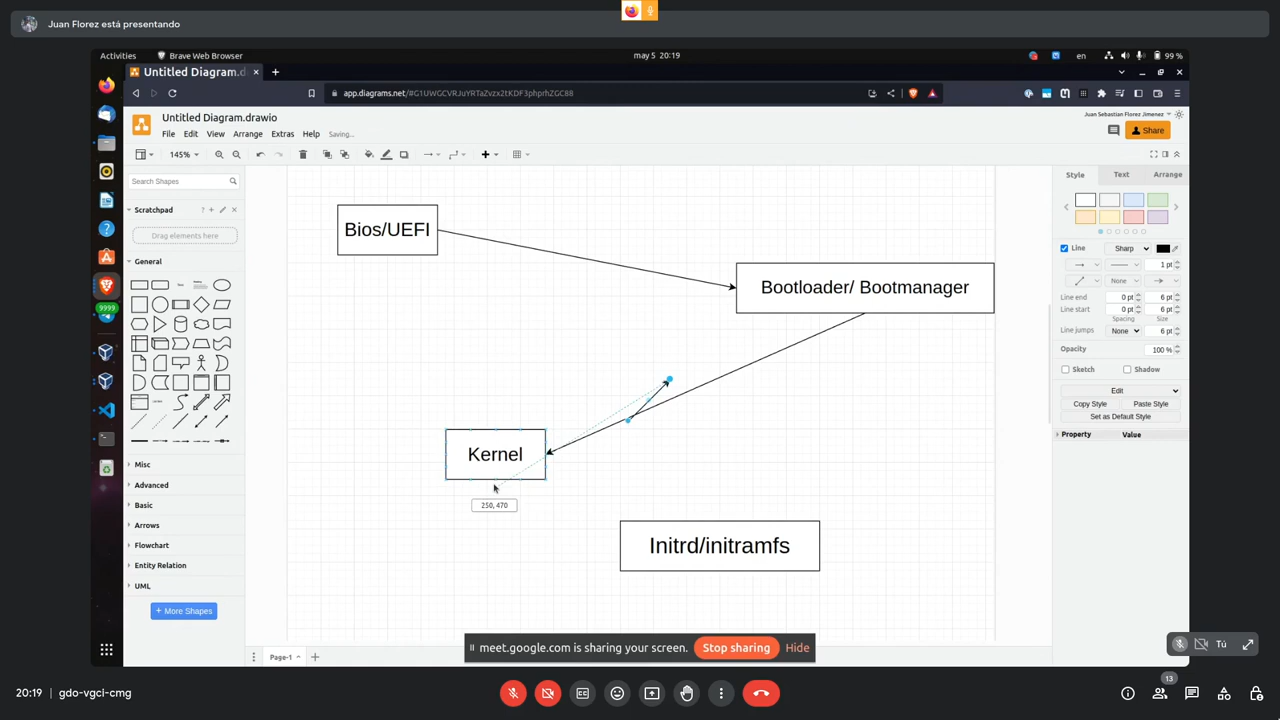 Juan Florez está presentando
Activities
Brave Web Browser
may 5 20:19
en
99 %
Untitled Diagram.d
app.diagrams.net/#G1UWGCVRJuYRTaZvzx2tKDF3phprhZGC88
Untitled Diagram.drawio
Juan Sebastian Florez Jimenez
File Edit View Arrange Extras Help Saving...
Share
145%
Search Shapes
Style Text Arrange
Scratchpad
Drag elements here
General
Bios/UEFI
Line
Sharp
1 pt
None
Bootloader/ Bootmanager
Line end
0 pt
6 pt
Line start
0 pt
6 pt
Spacing
Size
Line jumps
None
6 pt
Opacity
100 %
Sketch
Shadow
9999
Edit
Copy Style
Paste Style
Set as Default Style
Property
Value
Kernel
250, 470
Misc
Advanced
Basic
Arrows
Flowchart
Entity Relation
UML
Initrd/initramfs
+ More Shapes
meet.google.com is sharing your screen.
Stop sharing
Hide
Tú
Page-1
13
20:19
gdo-vgci-cmg